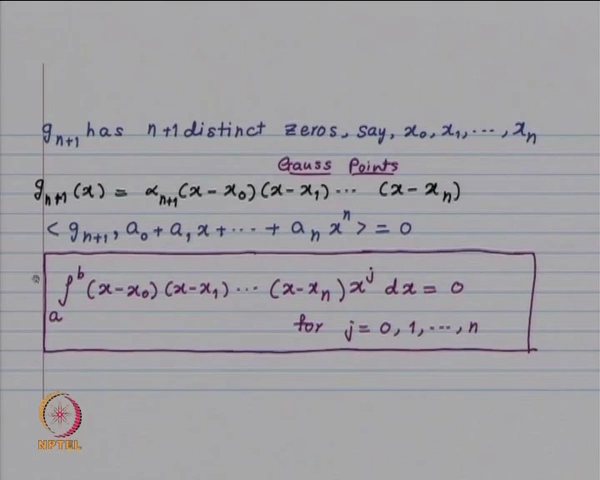 g_{n+1} has n+1 distinct zeros, say, x_0, x_1, ..., x_n
Gauss Points
g_{n+1}(x) = α_{n+1}(x-x_0)(x-x_1) ... (x-x_n)
< g_{n+1}, a_0 + a_1 x + ... + a_n x^n > = 0
∫_a^b (x-x_0)(x-x_1) ... (x-x_n) x^j dx = 0
for j = 0, 1, ..., n
NPTEL